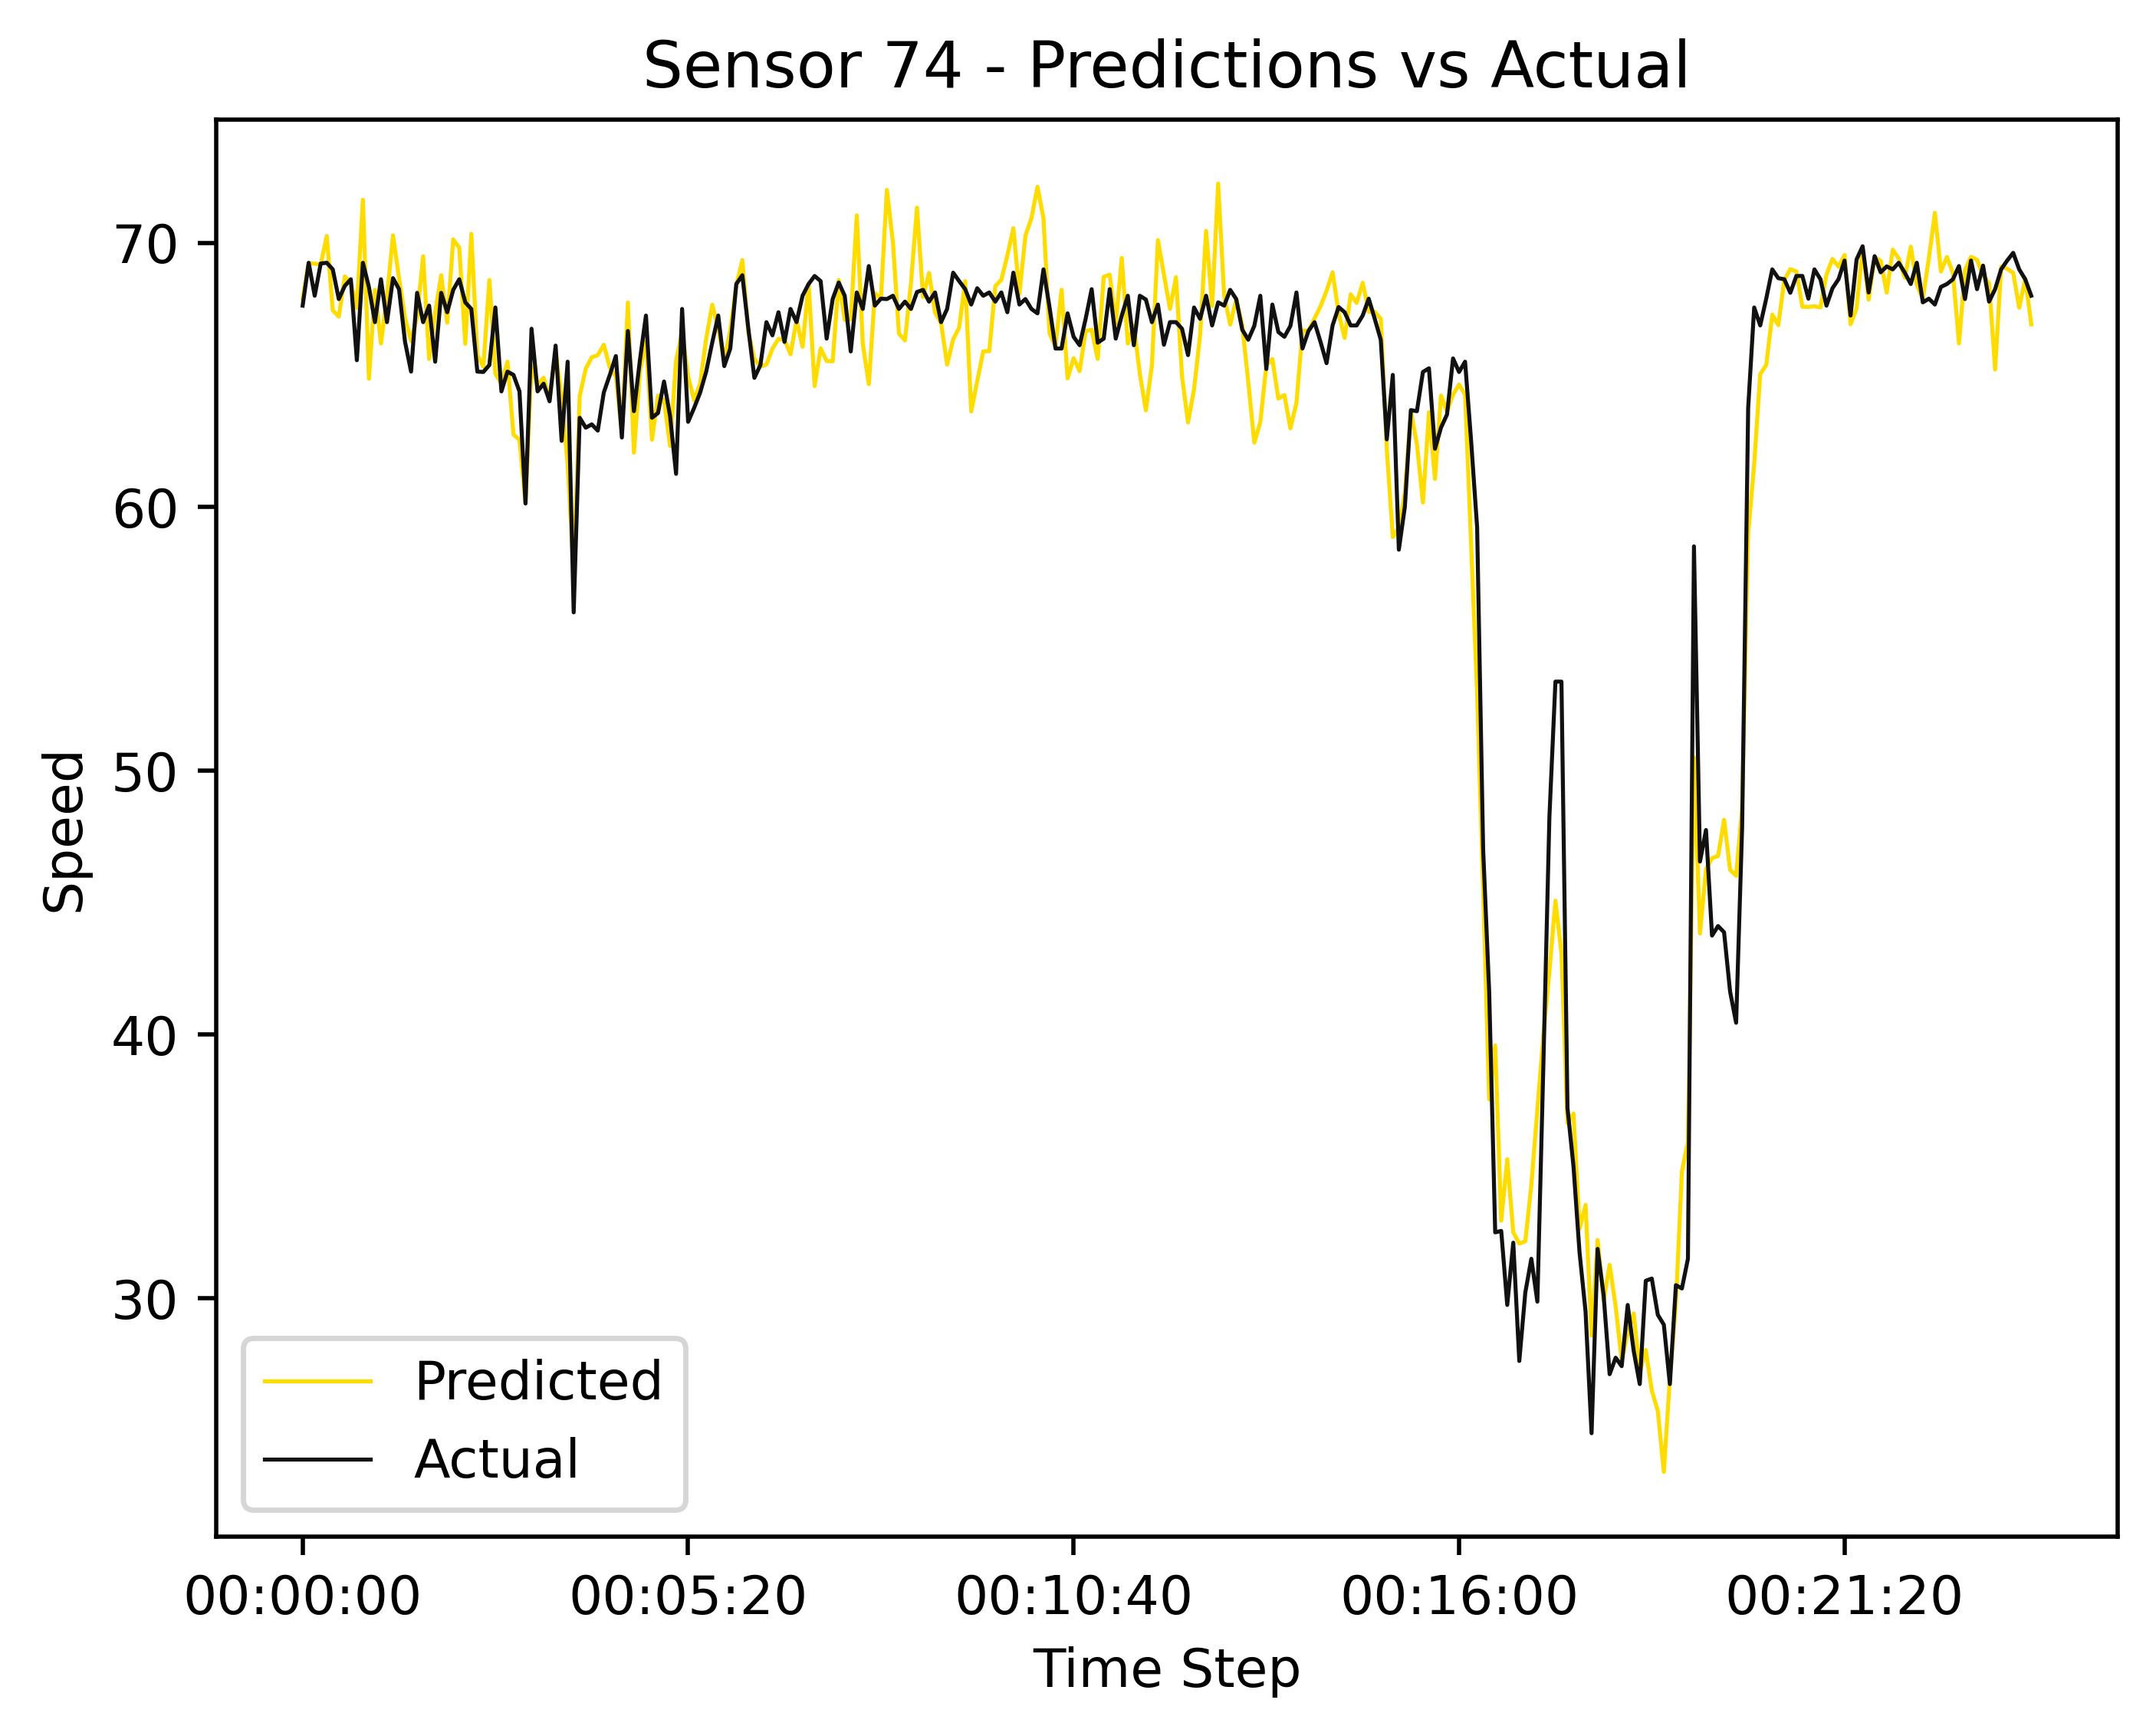 Sensor 74 - Predictions vs Actual
70
60
50
40
30
Speed
Predicted
Actual
00:00:00 00:05:20 00:10:40 00:16:00 00:21:20
Time Step